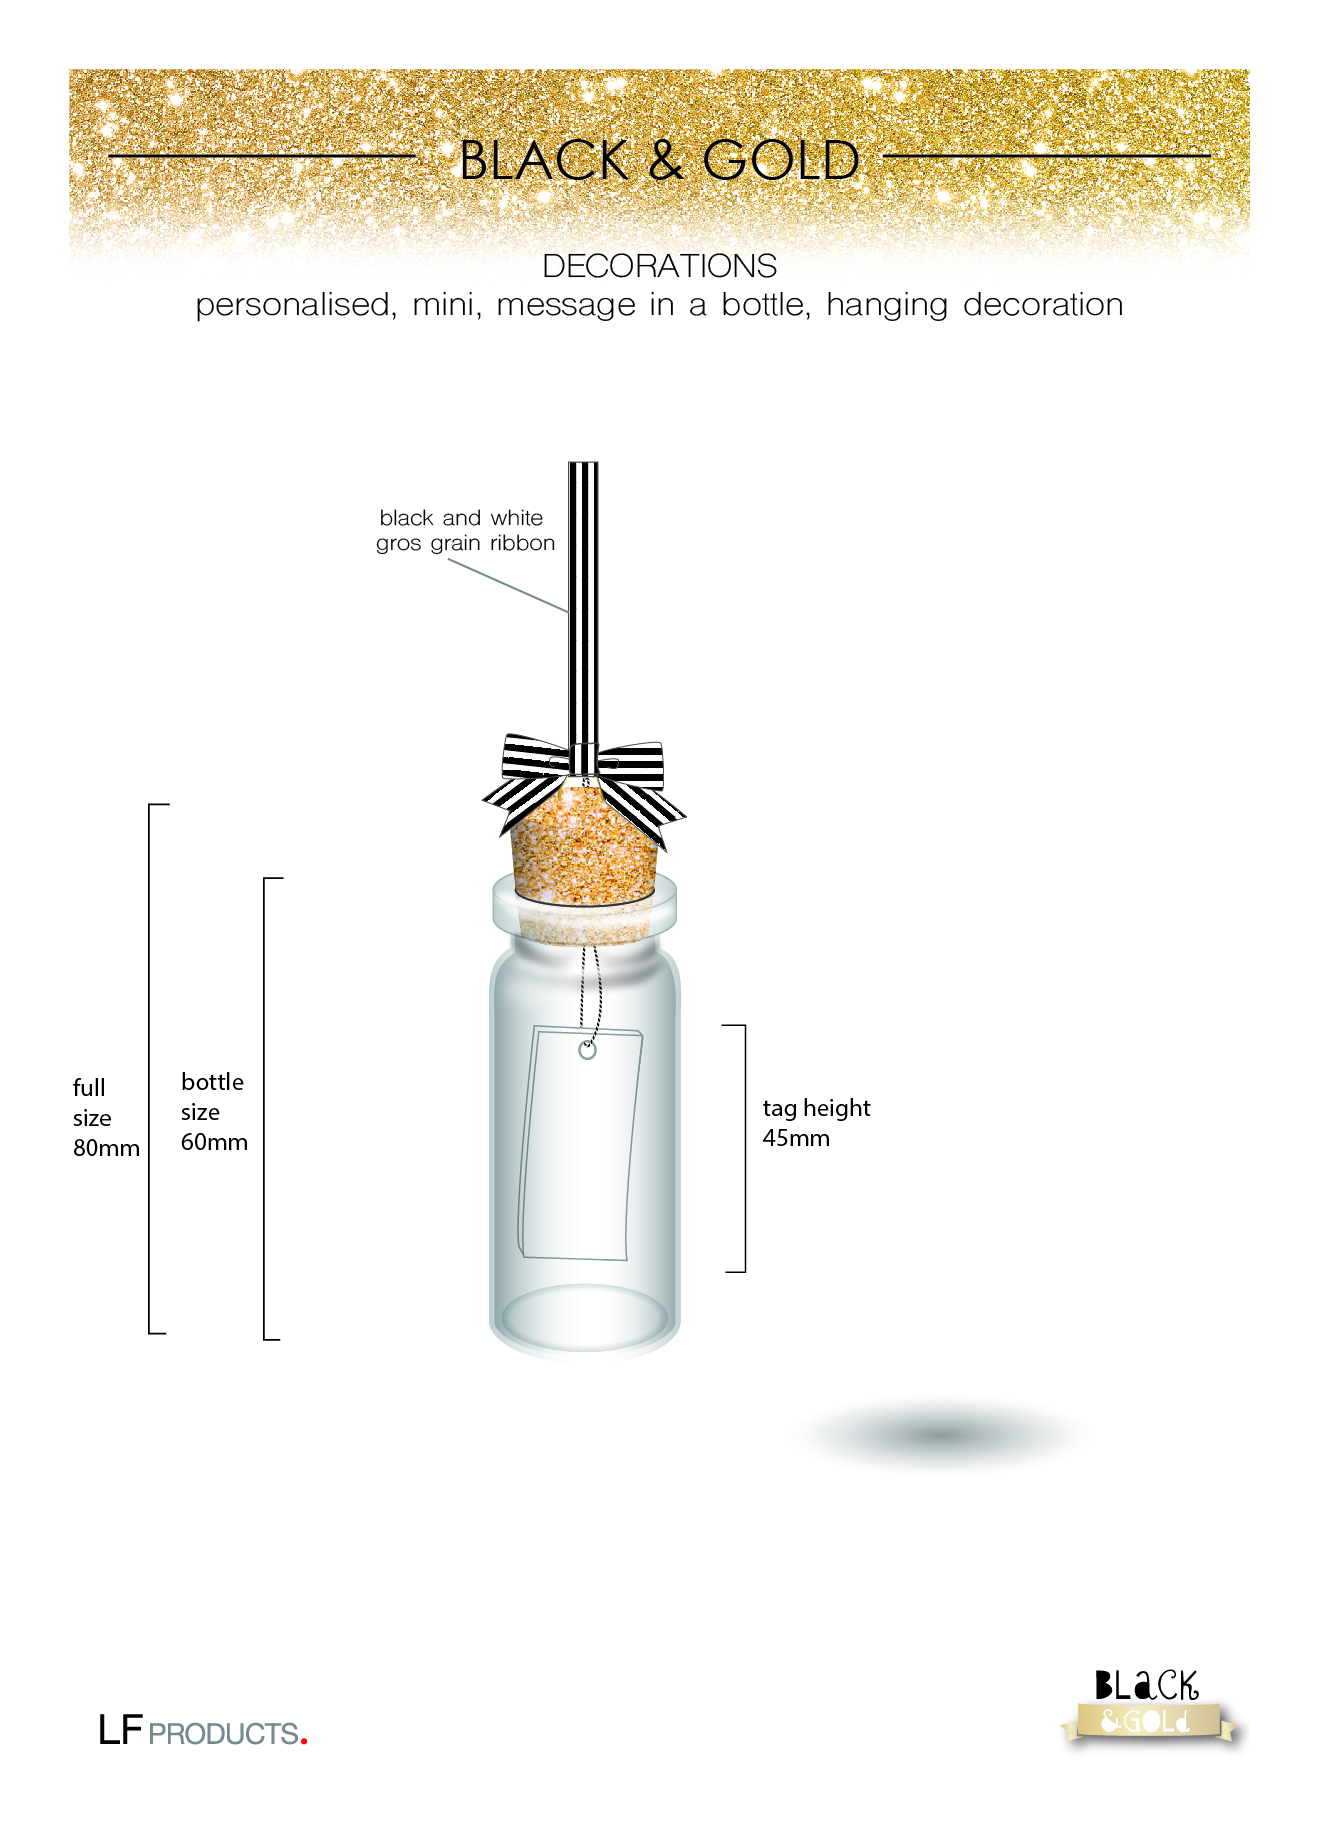 BLACK & GOLD
DECORATIONS
personalised, mini, message in a bottle, hanging decoration
black and white
gros grain ribbon
full
size
80mm
bottle
size
60mm
tag height
45mm
LF PRODUCTS.
BLaCK
&GOLd